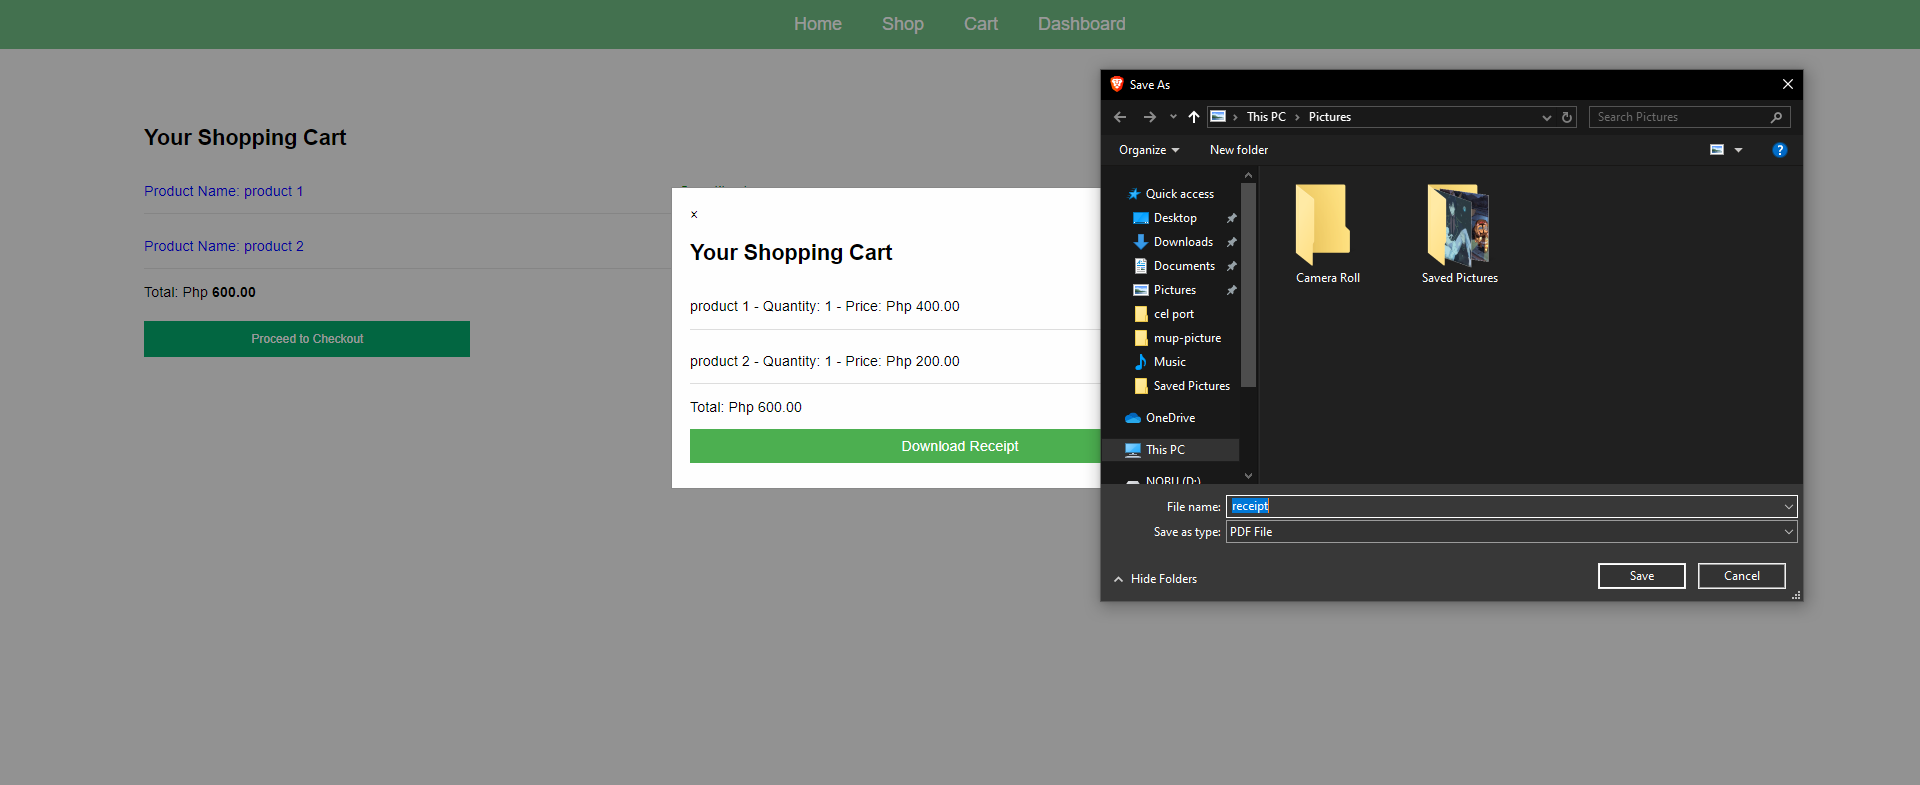 Home Shop Cart Dashboard
Your Shopping Cart
Product Name: product 1
Product Name: product 2
Total: Php 600.00
Proceed to Checkout
x
Your Shopping Cart
product 1 - Quantity: 1 - Price: Php 400.00
product 2 - Quantity: 1 - Price: Php 200.00
Total: Php 600.00
Download Receipt
Save As
This PC > Pictures
Search Pictures
Organize
New folder
?
Quick access
Desktop
Downloads
Documents
Pictures
cel port
mup-picture
Music
Saved Pictures
OneDrive
This PC
NOBU (D:)
Camera Roll
Saved Pictures
File name: receipt
Save as type: PDF File
Hide Folders
Save
Cancel